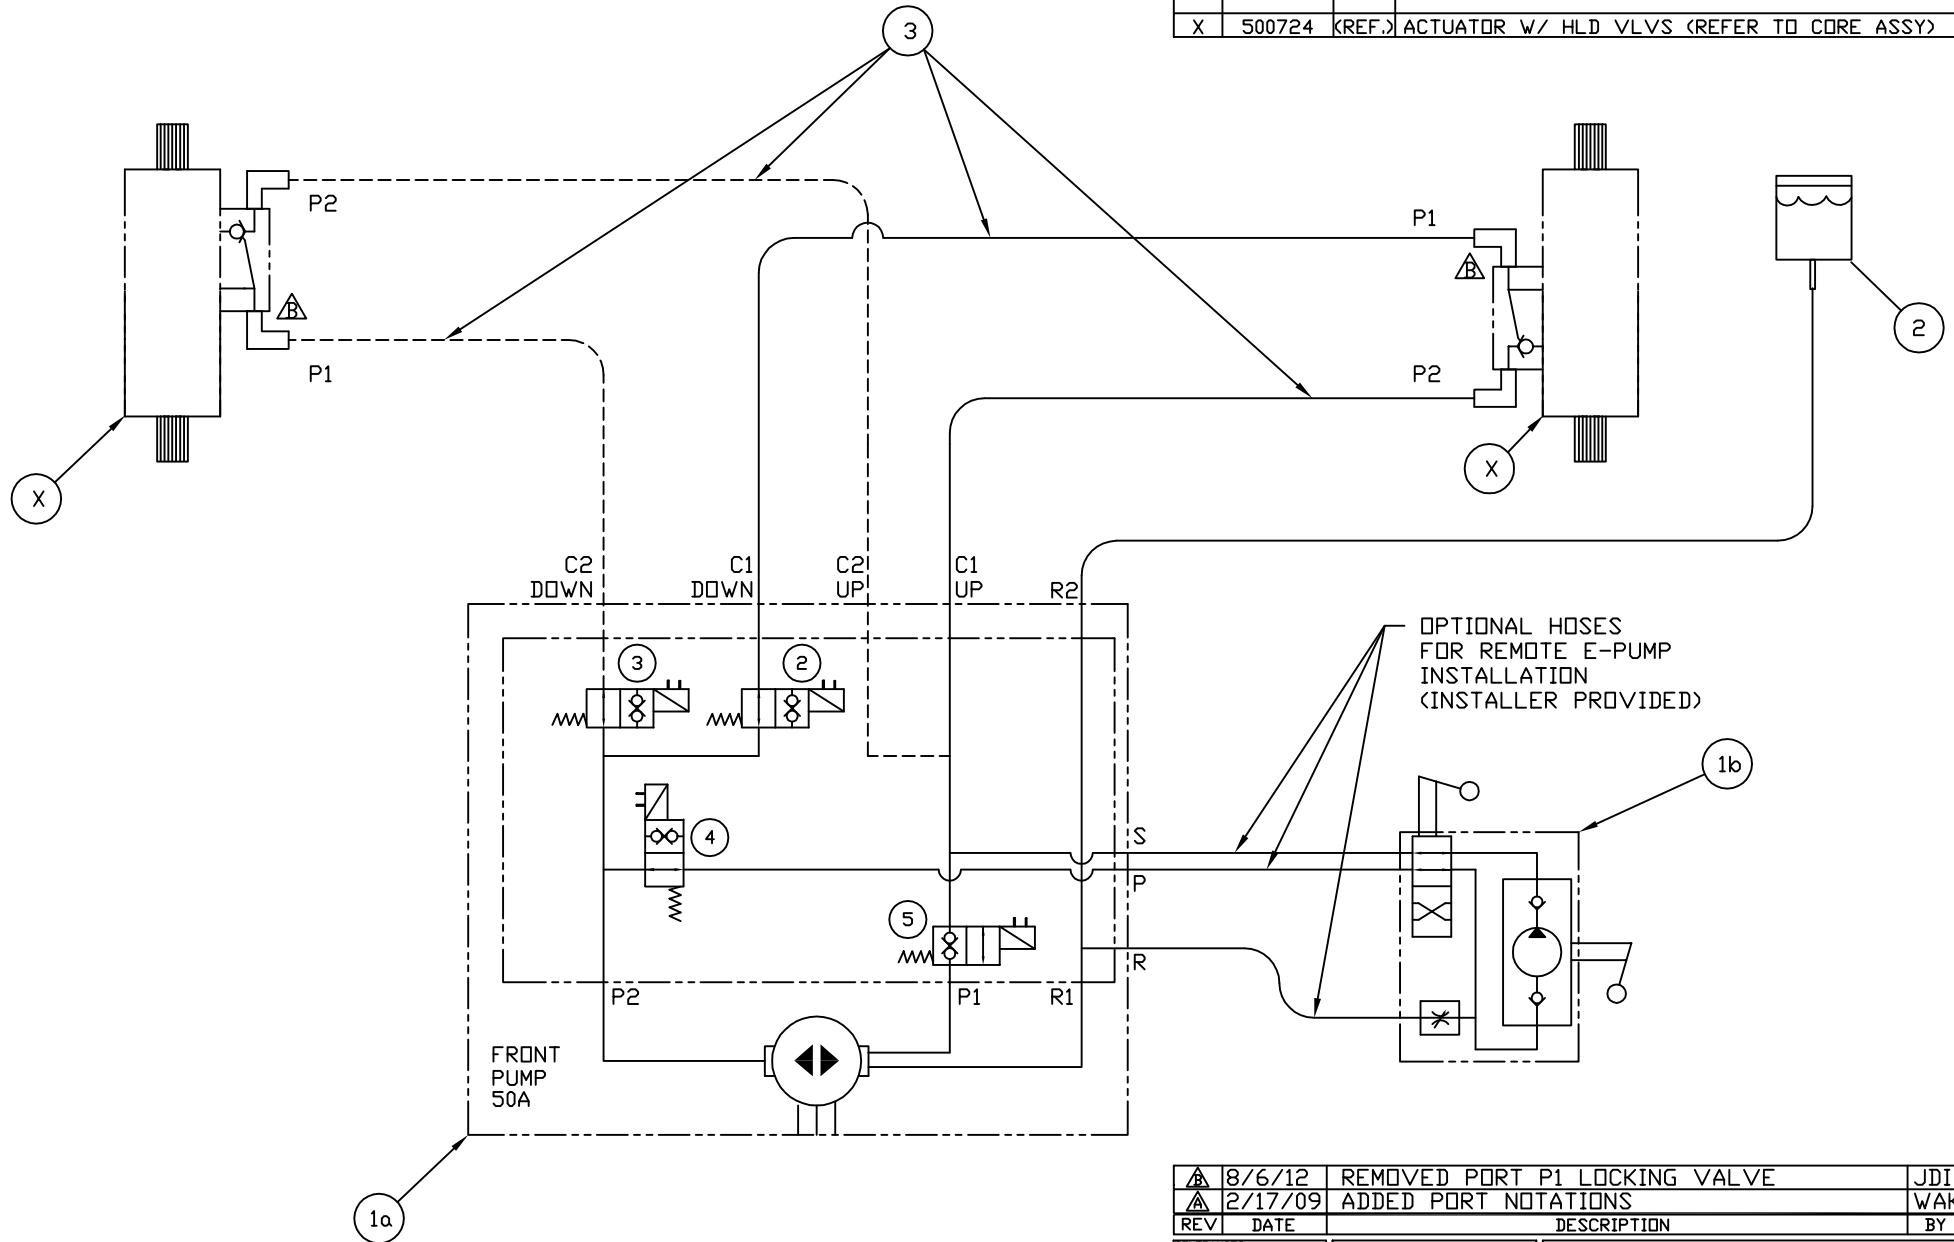 X 500724 (REF.) ACTUATOR W/ HLD VLVS (REFER TO CORE ASSY)
3
P2
P1
B
B
P1
P2
2
X
X
C2 DOWN
C1 DOWN
C2 UP
C1 UP
R2
OPTIONAL HOSES
FOR REMOTE E-PUMP
INSTALLATION
(INSTALLER PROVIDED)
3
2
1b
4
S
P
5
R
P2
P1
R1
FRONT
PUMP
50A
1a
B 8/6/12 REMOVED PORT P1 LOCKING VALVE JDI
A 2/17/09 ADDED PORT NOTATIONS
REV DATE DESCRIPTION BY